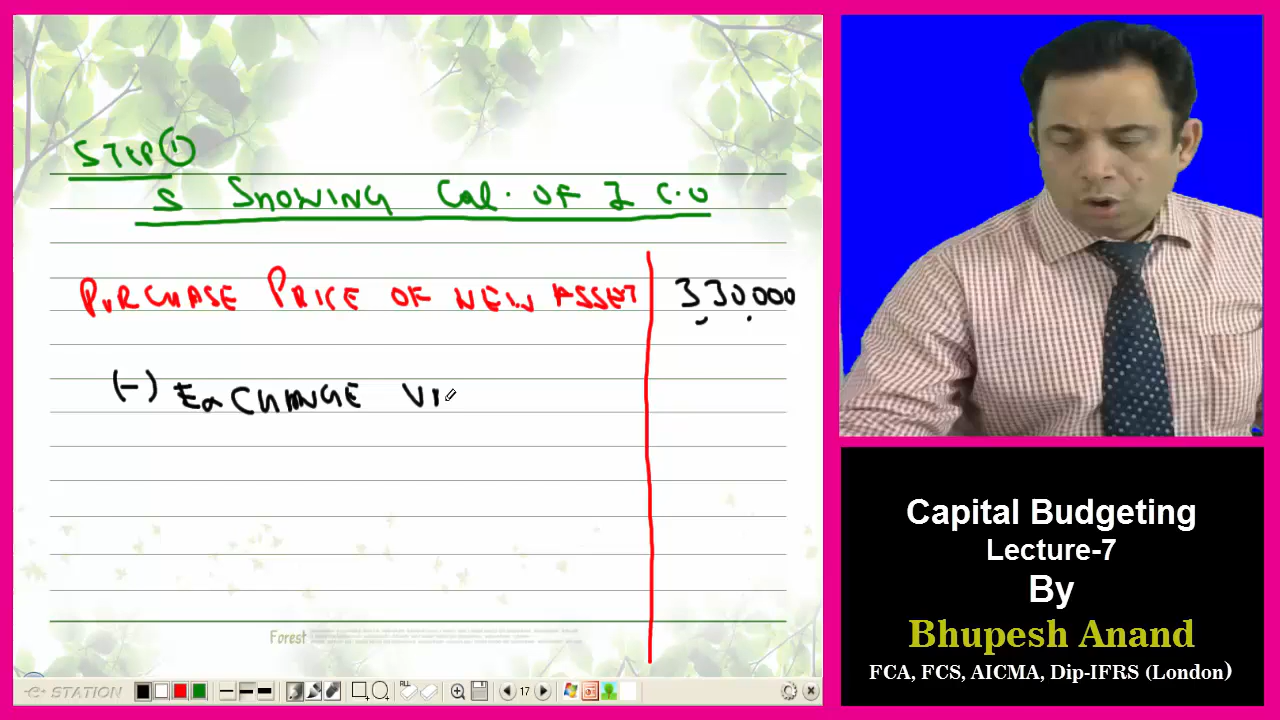 STEP ①
S SHOWING Cal. OF I C.O
PURCHASE PRICE OF NEW ASSET 330,000
(-) EXCHANGE
Forest
e-STATION
ALL
17
Capital Budgeting
Lecture-7
By
Bhupesh Anand
FCA, FCS, AICMA, Dip-IFRS (London)